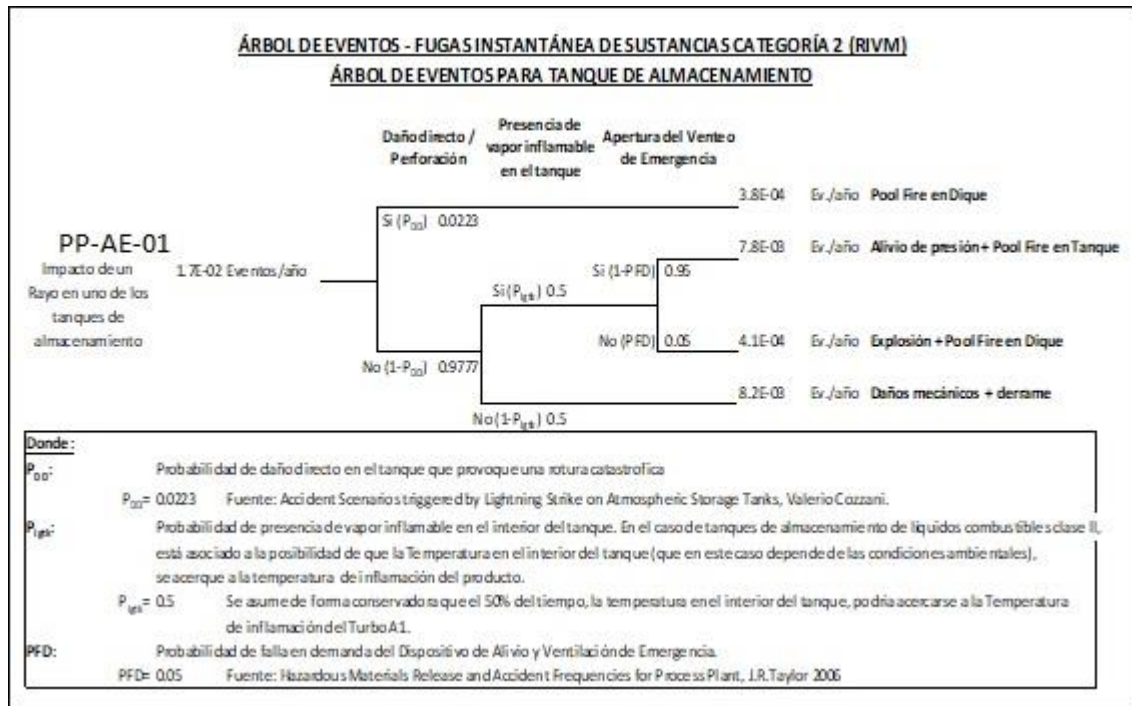 ÁRBOL DE EVENTOS - FUGAS INSTANTÁNEA DE SUSTANCIAS CATEGORÍA 2 (RIVM)
ÁRBOL DE EVENTOS PARA TANQUE DE ALMACENAMIENTO
Daño directo / Perforación
Presencia de vapor inflamable en el tanque
Apertura del Venteo de Emergencia
3.8E-04 Ev./año Pool Fire en Dique
Si (P_DD) 0.0223
PP-AE-01
Impacto de un
Rayo en uno de los
tanques de
almacenamiento
1.7E-02 Eventos/año
7.8E-03 Ev./año Alivio de presión + Pool Fire en Tanque
Si (1-PFD) 0.95
Si (P_igtk) 0.5
No (PFD) 0.05 4.1E-04 Ev./año Explosión + Pool Fire en Dique
No (1-P_DD) 0.9777
8.2E-03 Ev./año Daños mecánicos + derrame
No (1-P_igtk) 0.5
Donde:
P_DD: Probabilidad de daño directo en el tanque que provoque una rotura catastrofica
P_DD= 0.0223 Fuente: Accident Scenarios triggered by Lightning Strike on Atmospheric Storage Tanks, Valerio Cozzani.
P_igtk: Probabilidad de presencia de vapor inflamable en el interior del tanque. En el caso de tanques de almacenamiento de líquidos combustibles clase II,
está asociado a la posibilidad de que la Temperatura en el interior del tanque (que en este caso depende de las condiciones ambientales),
se acerque a la temperatura de inflamación del producto.
P_igtk= 0.5 Se asume de forma conservadora que el 50% del tiempo, la temperatura en el interior del tanque, podria acercarse a la Temperatura
de inflamación del Turbo A1.
PFD: Probabilidad de falla en demanda del Dispositivo de Alivio y Ventilación de Emergencia.
PFD= 0.05 Fuente: Hazardous Materials Release and Accident Frequencies for Process Plant, J.R.Taylor 2006